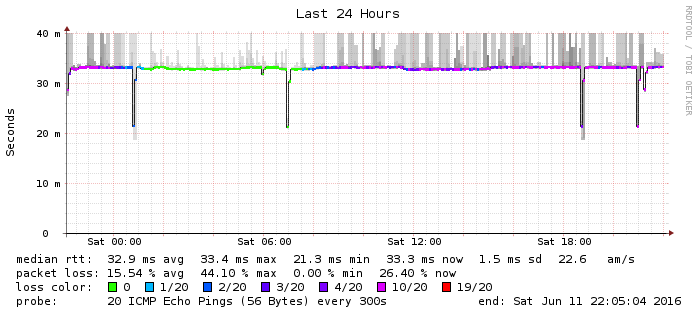 Last 24 Hours
RRDTOOL / TOBI OETIKER
Seconds
40 m
30 m
20 m
10 m
0
Sat 00:00 Sat 06:00 Sat 12:00 Sat 18:00
median rtt: 32.9 ms avg 33.4 ms max 21.3 ms min 33.3 ms now 1.5 ms sd 22.6 am/s
packet loss: 15.54 % avg 44.10 % max 0.00 % min 26.40 % now
loss color: 0 1/20 2/20 3/20 4/20 10/20 19/20
probe: 20 ICMP Echo Pings (56 Bytes) every 300s end: Sat Jun 11 22:05:04 2016